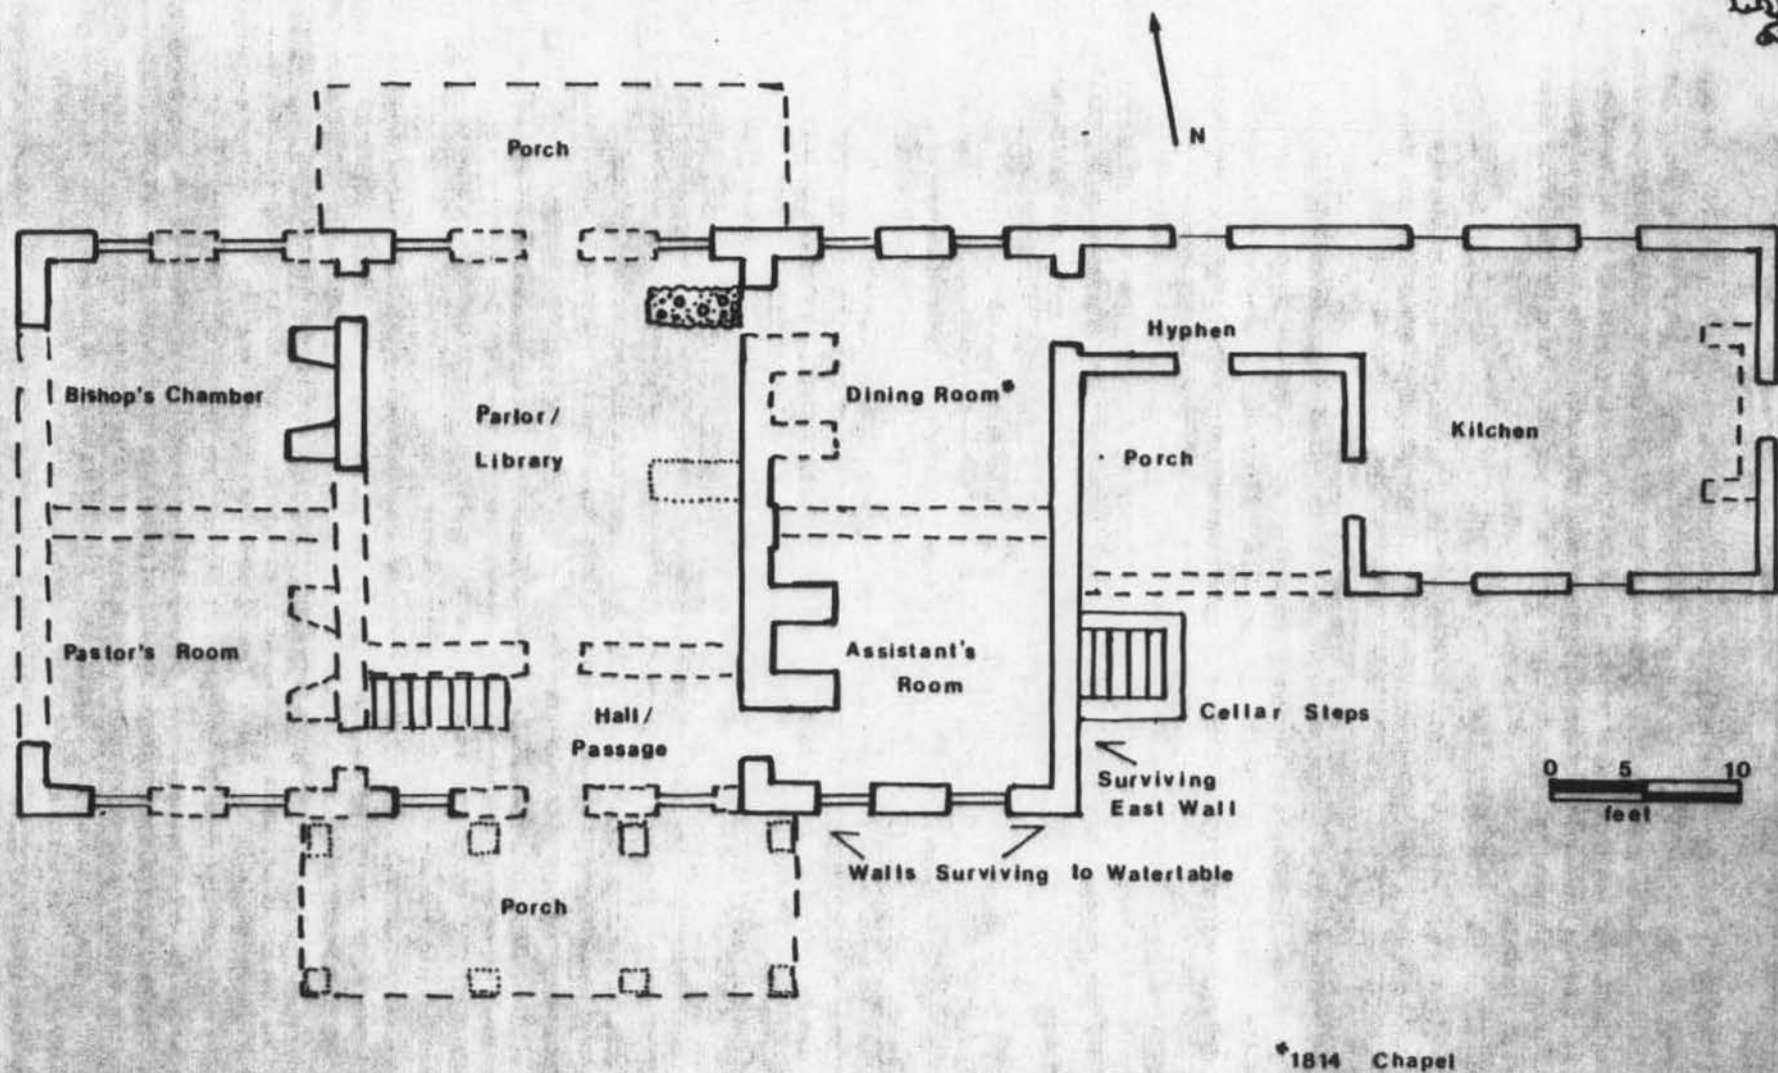 N
Porch
Hyphen
Bishop's Chamber
Parlor/
Library
Dining Room*
Porch
Kitchen
Pastor's Room
Assistant's
Room
Hall/
Passage
Cellar Steps
Surviving
East Wall
0 5 10
feet
Walls Surviving to Watertable
Porch
*1814 Chapel